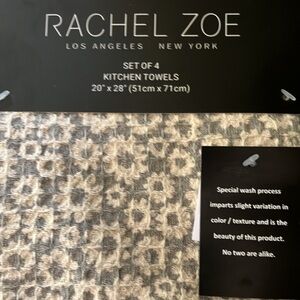 RACHEL ZOE
LOS ANGELES NEW YORK
SET OF 4
KITCHEN TOWELS
20" x 28" (51cm x 71cm)
Special wash process
imparts slight variation in
color / texture and is the
beauty of this product.
No two are alike.